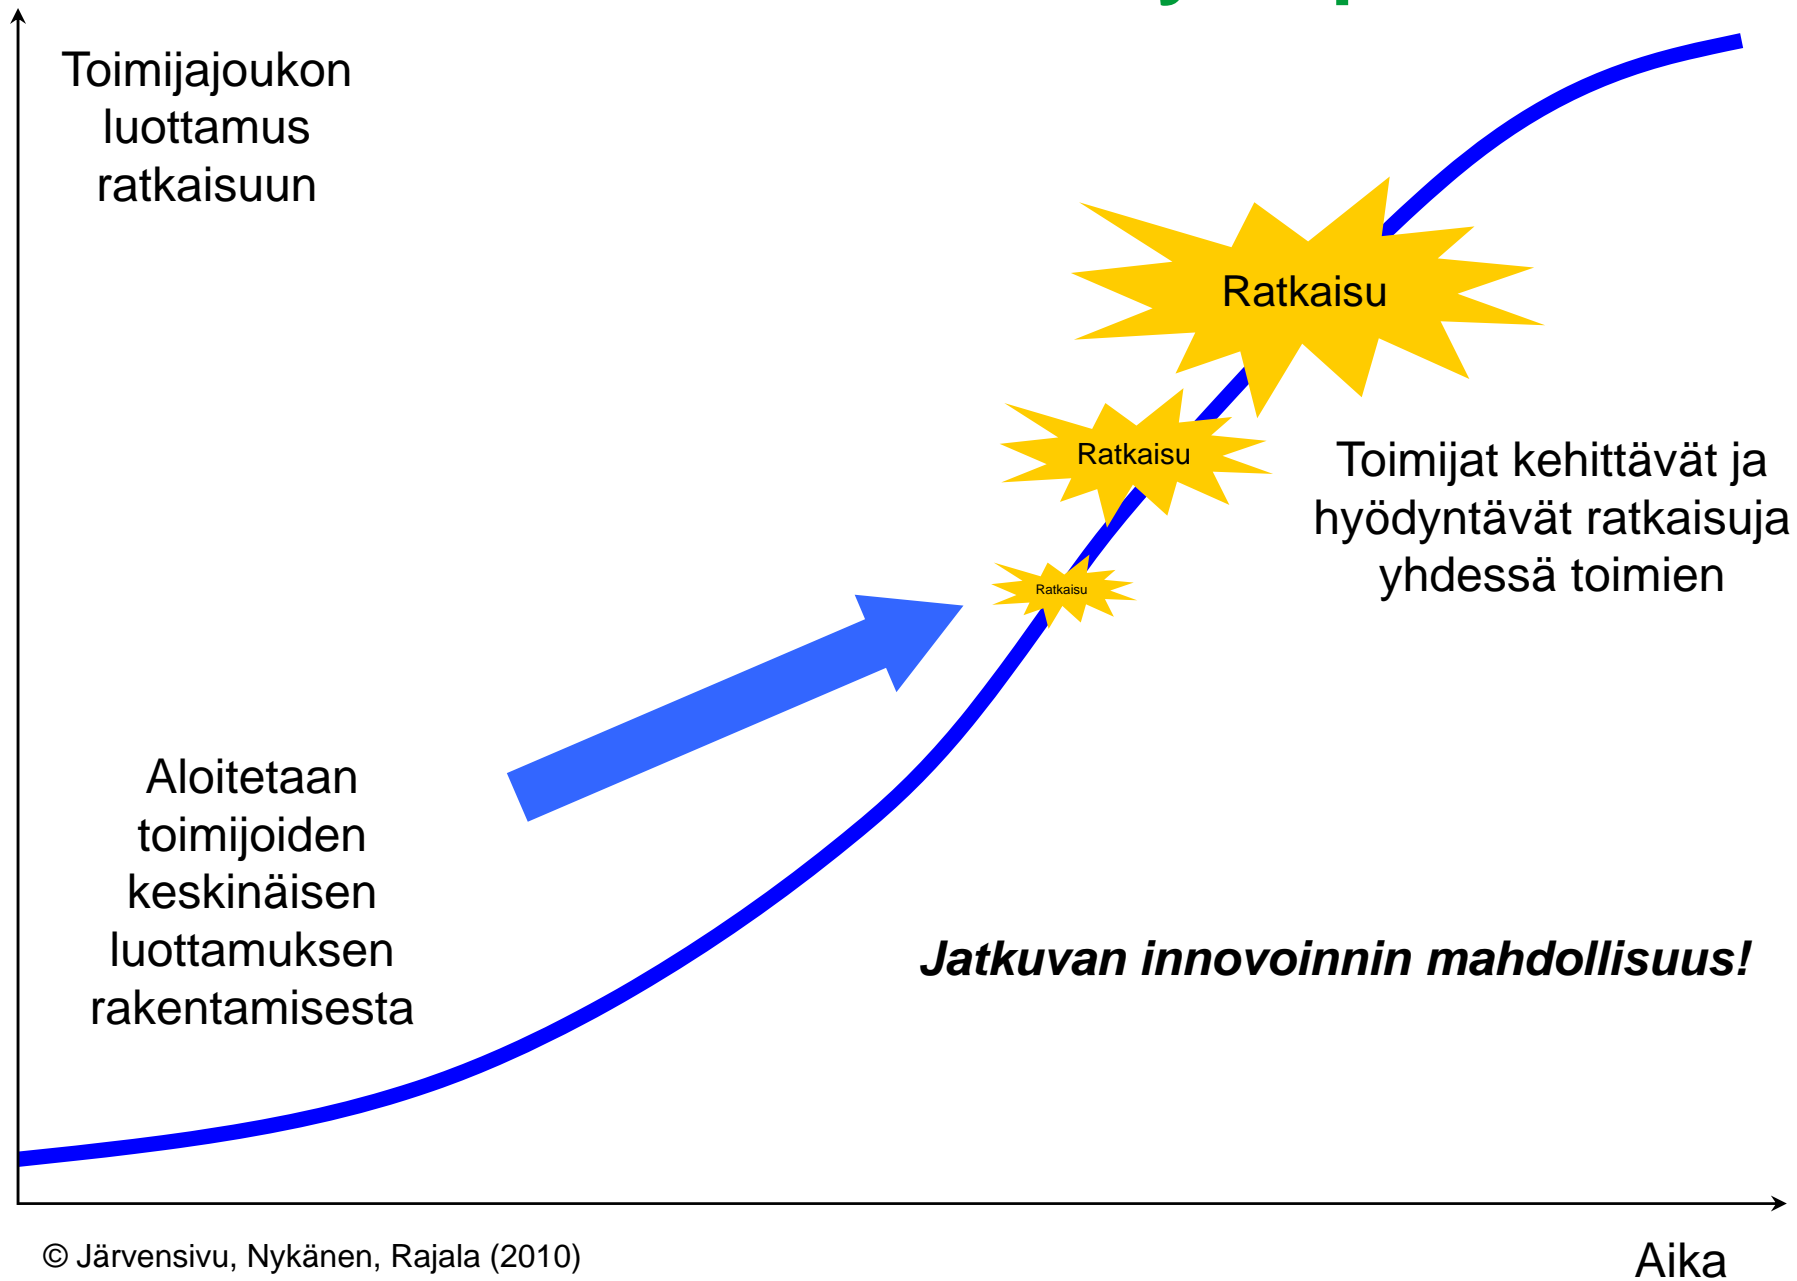 Toimijajoukon
luottamus
ratkaisuun
Ratkaisu
Ratkaisu
Toimijat kehittävät ja
hyödyntävät ratkaisuja
yhdessä toimien
Ratkaisu
Aloitetaan
toimijoiden
keskinäisen
luottamuksen
rakentamisesta
Jatkuvan innovoinnin mahdollisuus!
© Järvensivu, Nykänen, Rajala (2010)
Aika